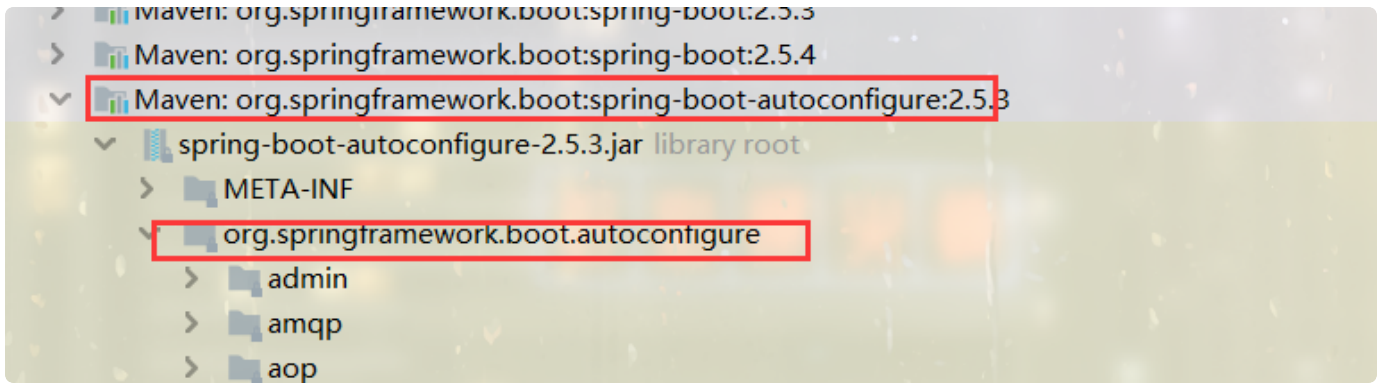 Maven: org.springframework.boot:spring-boot:2.5.3
Maven: org.springframework.boot:spring-boot:2.5.4
Maven: org.springframework.boot:spring-boot-autoconfigure:2.5.3
spring-boot-autoconfigure-2.5.3.jar library root
META-INF
org.springframework.boot.autoconfigure
admin
amqp
aop